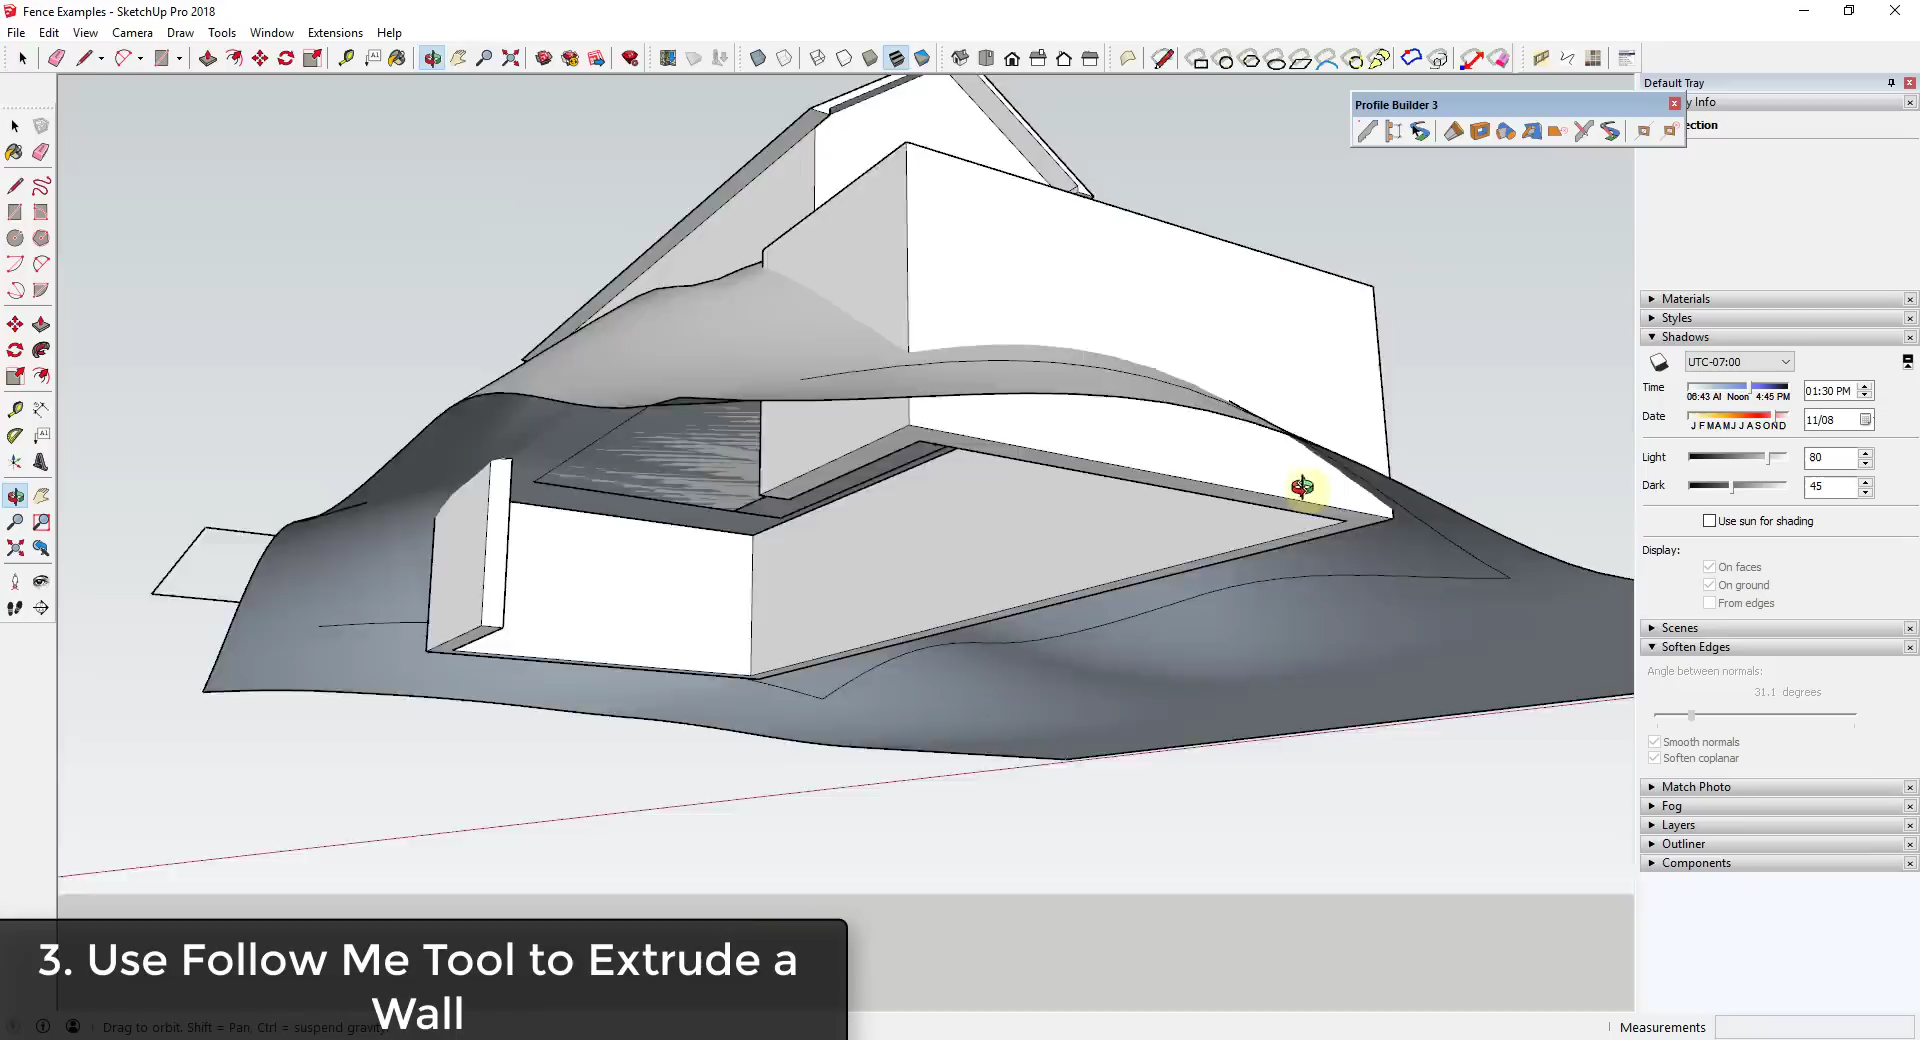 Fence Examples - SketchUp Pro 2018
File Edit View Camera Draw Tools Window Extensions Help
Default Tray
Profile Builder 3
y Info
ection
Materials
Styles
Shadows
UTC-07:00
Time
06:43 AI Noon 4:45 PM
01:30 PM
Date
J F M A M J J A S O N D
11/08
Light
80
Dark
45
Use sun for shading
Display:
On faces
On ground
From edges
Scenes
Soften Edges
Angle between normals:
31.1 degrees
Smooth normals
Soften coplanar
Match Photo
Fog
Layers
Outliner
Components
3. Use Follow Me Tool to Extrude a
Wall
Drag to orbit. Shift = Pan, Ctrl = suspend gravity
Measurements